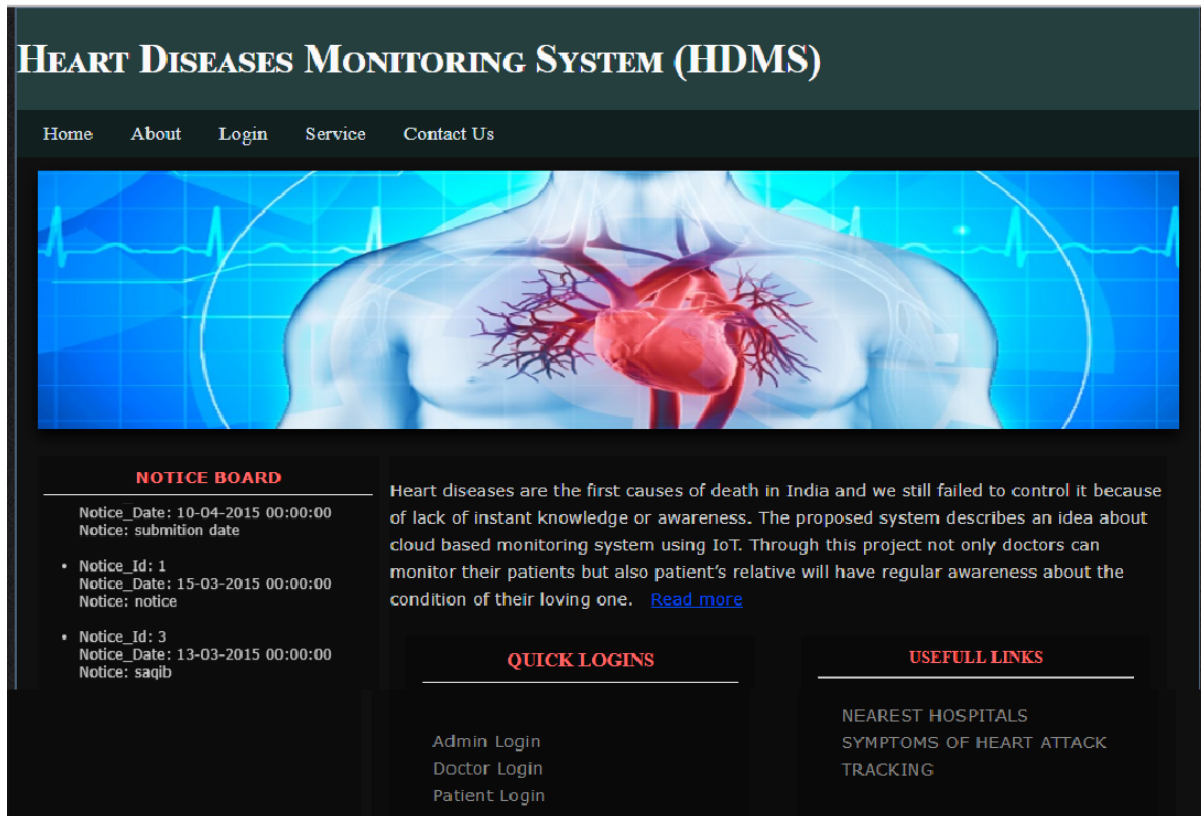 Heart Diseases Monitoring System (HDMS)
Home About Login Service Contact Us
NOTICE BOARD
Notice_Date: 10-04-2015 00:00:00
Notice: submition date
• Notice_Id: 1
Notice_Date: 15-03-2015 00:00:00
Notice: notice
• Notice_Id: 3
Notice_Date: 13-03-2015 00:00:00
Notice: saqib
Heart diseases are the first causes of death in India and we still failed to control it because
of lack of instant knowledge or awareness. The proposed system describes an idea about
cloud based monitoring system using IoT. Through this project not only doctors can
monitor their patients but also patient's relative will have regular awareness about the
condition of their loving one. Read more
QUICK LOGINS
Admin Login
Doctor Login
Patient Login
USEFULL LINKS
NEAREST HOSPITALS
SYMPTOMS OF HEART ATTACK
TRACKING